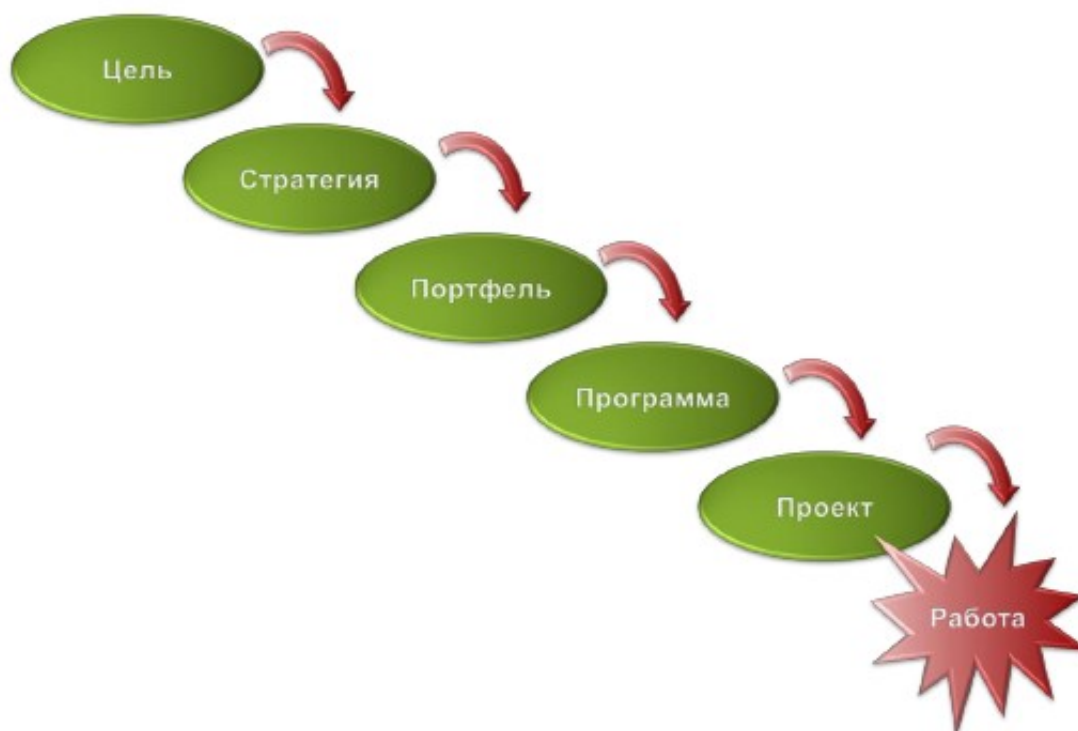 Цель
Стратегия
Портфель
Программа
Проект
Работа